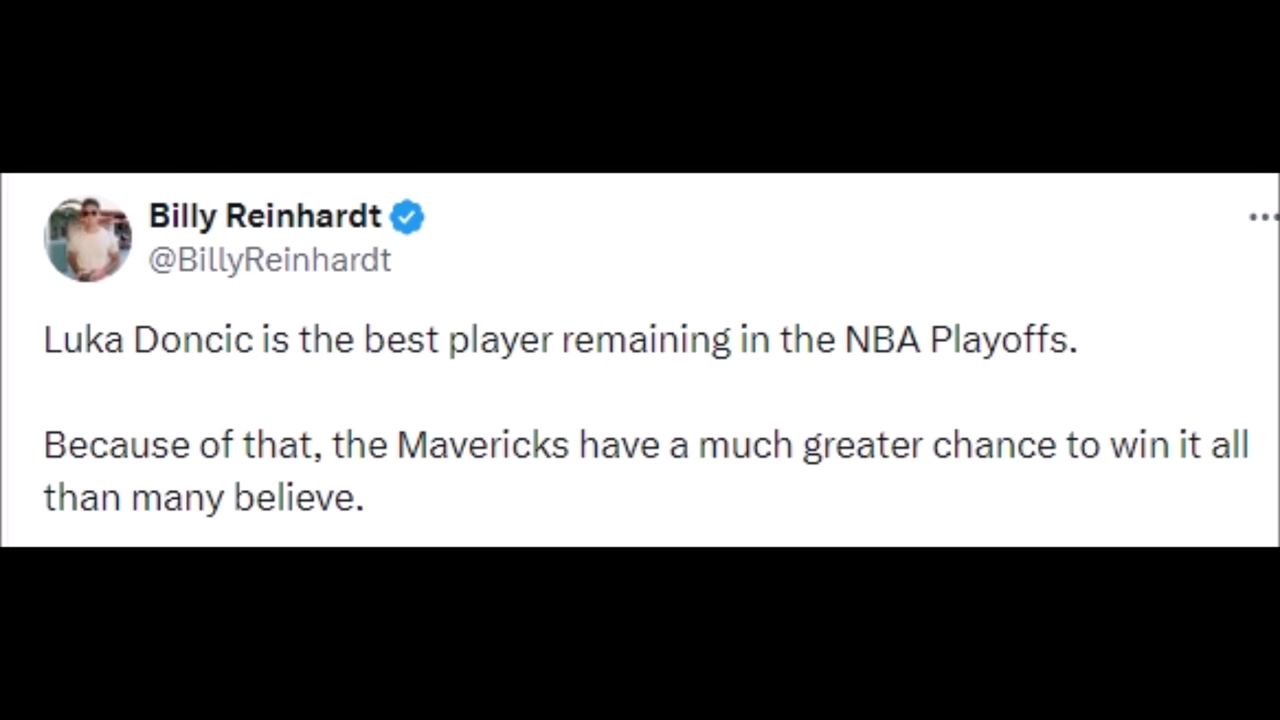 Billy Reinhardt
@BillyReinhardt
Luka Doncic is the best player remaining in the NBA Playoffs.
Because of that, the Mavericks have a much greater chance to win it all
than many believe.